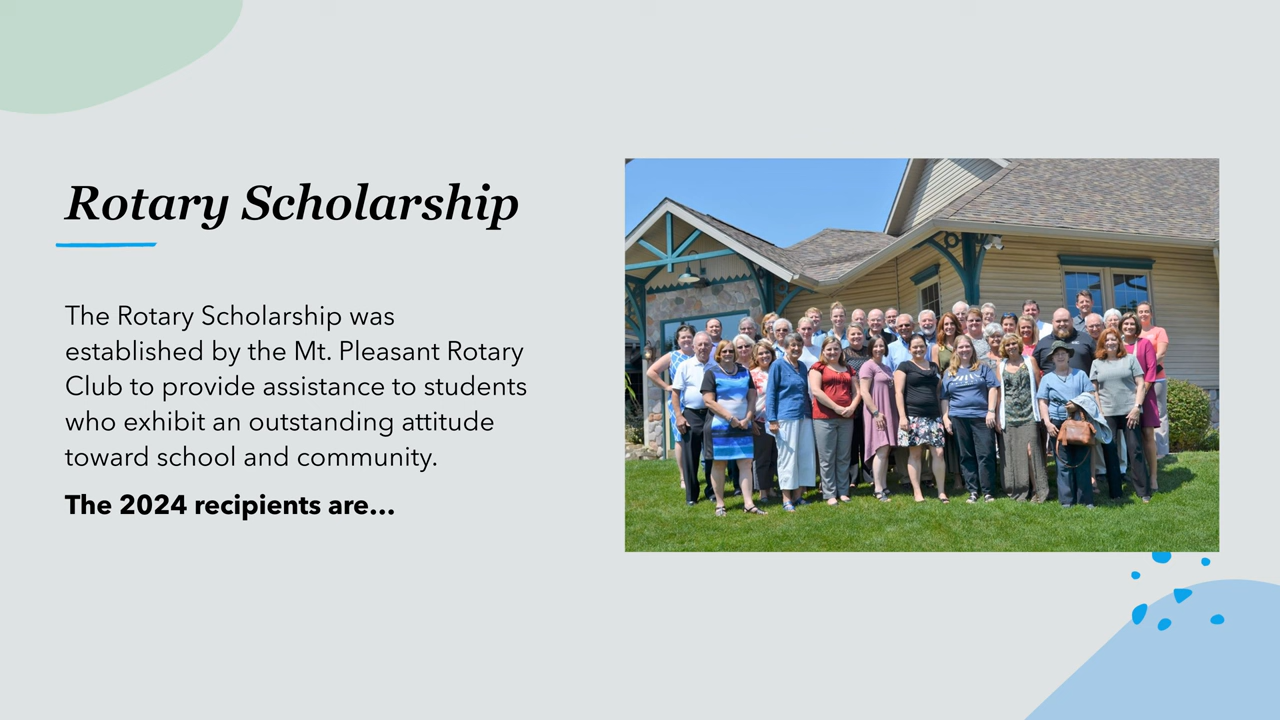 Rotary Scholarship
The Rotary Scholarship was
established by the Mt. Pleasant Rotary
Club to provide assistance to students
who exhibit an outstanding attitude
toward school and community.
The 2024 recipients are...